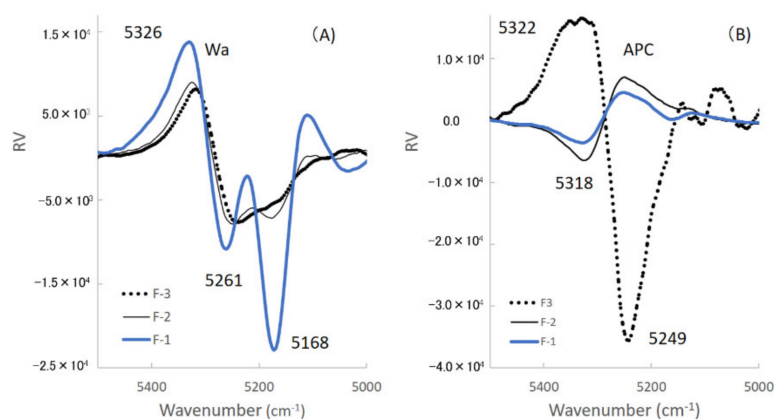 (A)
5326
Wa
1.5×10⁴
5.0×10³
−5.0×10³
−1.5×10⁴
−2.5×10⁴
RV
5261
5168
F-3
F-2
F-1
5400
5200
5000
Wavenumber (cm⁻¹)
(B)
5322
APC
1.0×10⁴
0.0
−1.0×10⁴
−2.0×10⁴
−3.0×10⁴
−4.0×10⁴
RV
5318
5249
F3
F-2
F-1
5400
5200
5000
Wavenumber (cm⁻¹)